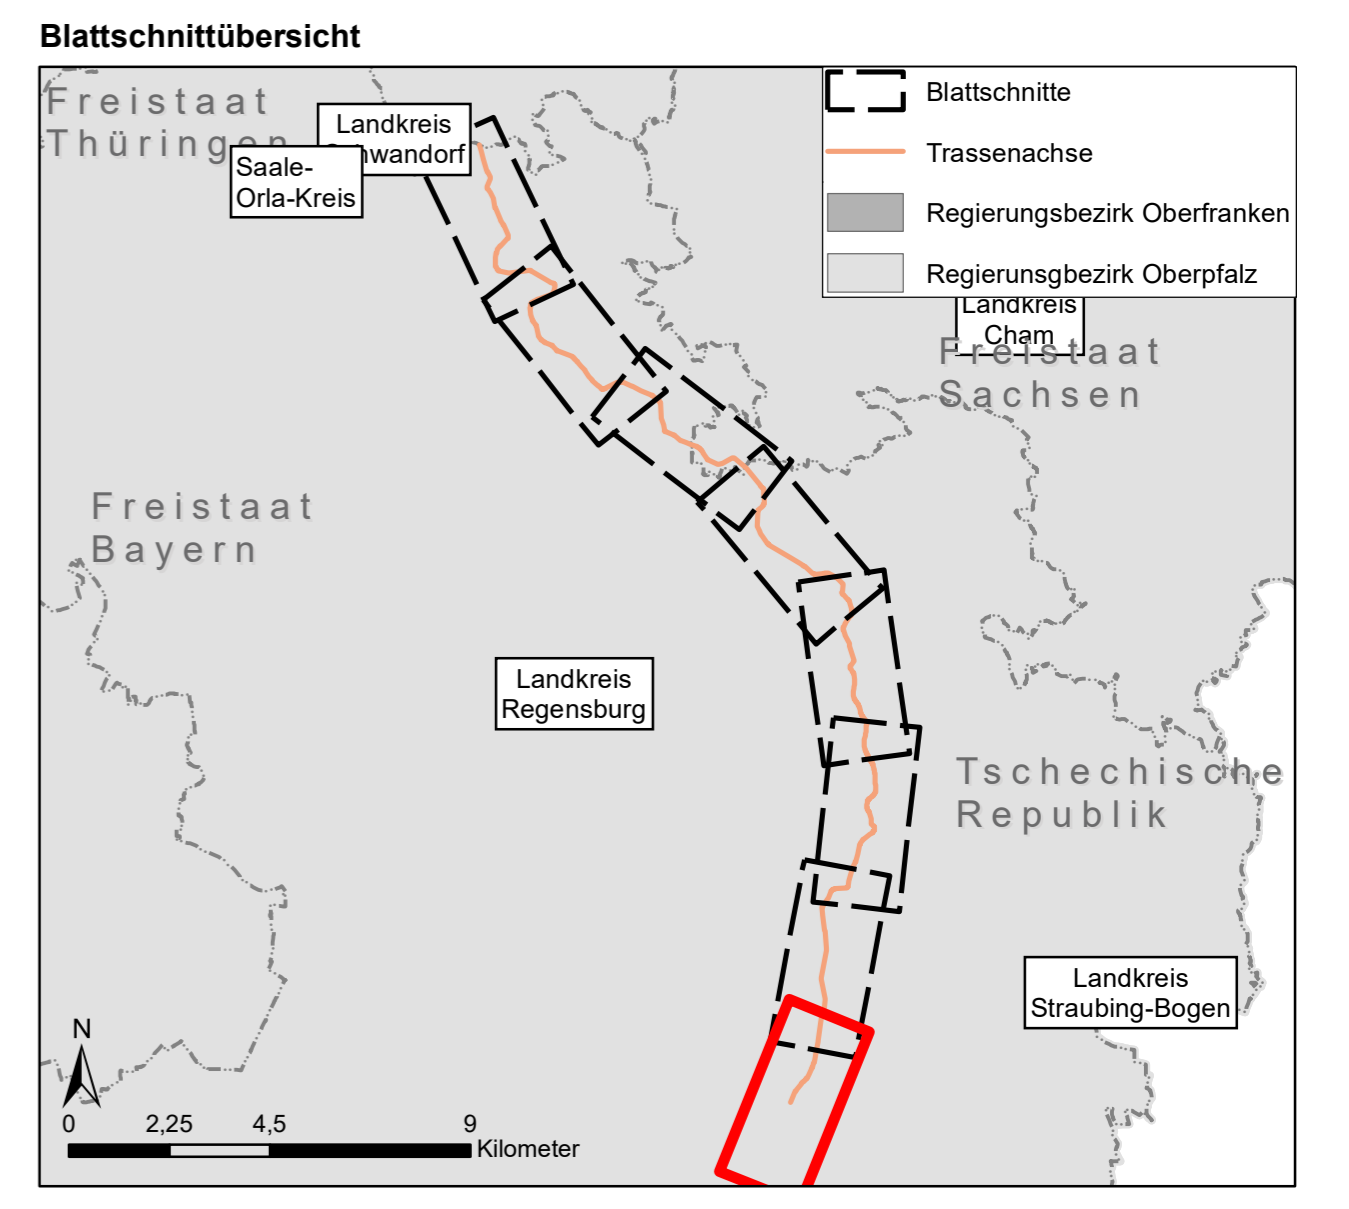 Blattschnittübersicht
Freistaat
Thüringen
Landkreis
Saale-
Orla-Kreis
Blattschnitte
Trassenachse
Regierungsbezirk Oberfranken
Regierunsgbezirk Oberpfalz
Landkreis
Cham
Freistaat
Sachsen
Freistaat
Bayern
Landkreis
Regensburg
Tschechische
Republik
Landkreis
Straubing-Bogen
N
0 2,25 4,5 9
Kilometer